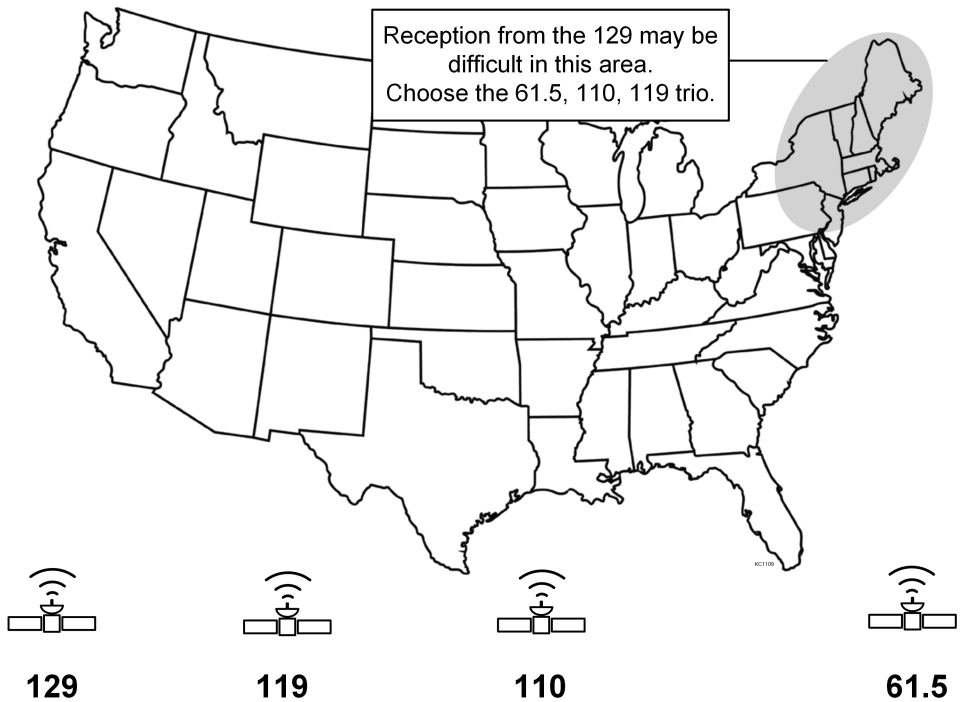 Reception from the 129 may be
difficult in this area.
Choose the 61.5, 110, 119 trio.
KC1109
129
119
110
61.5